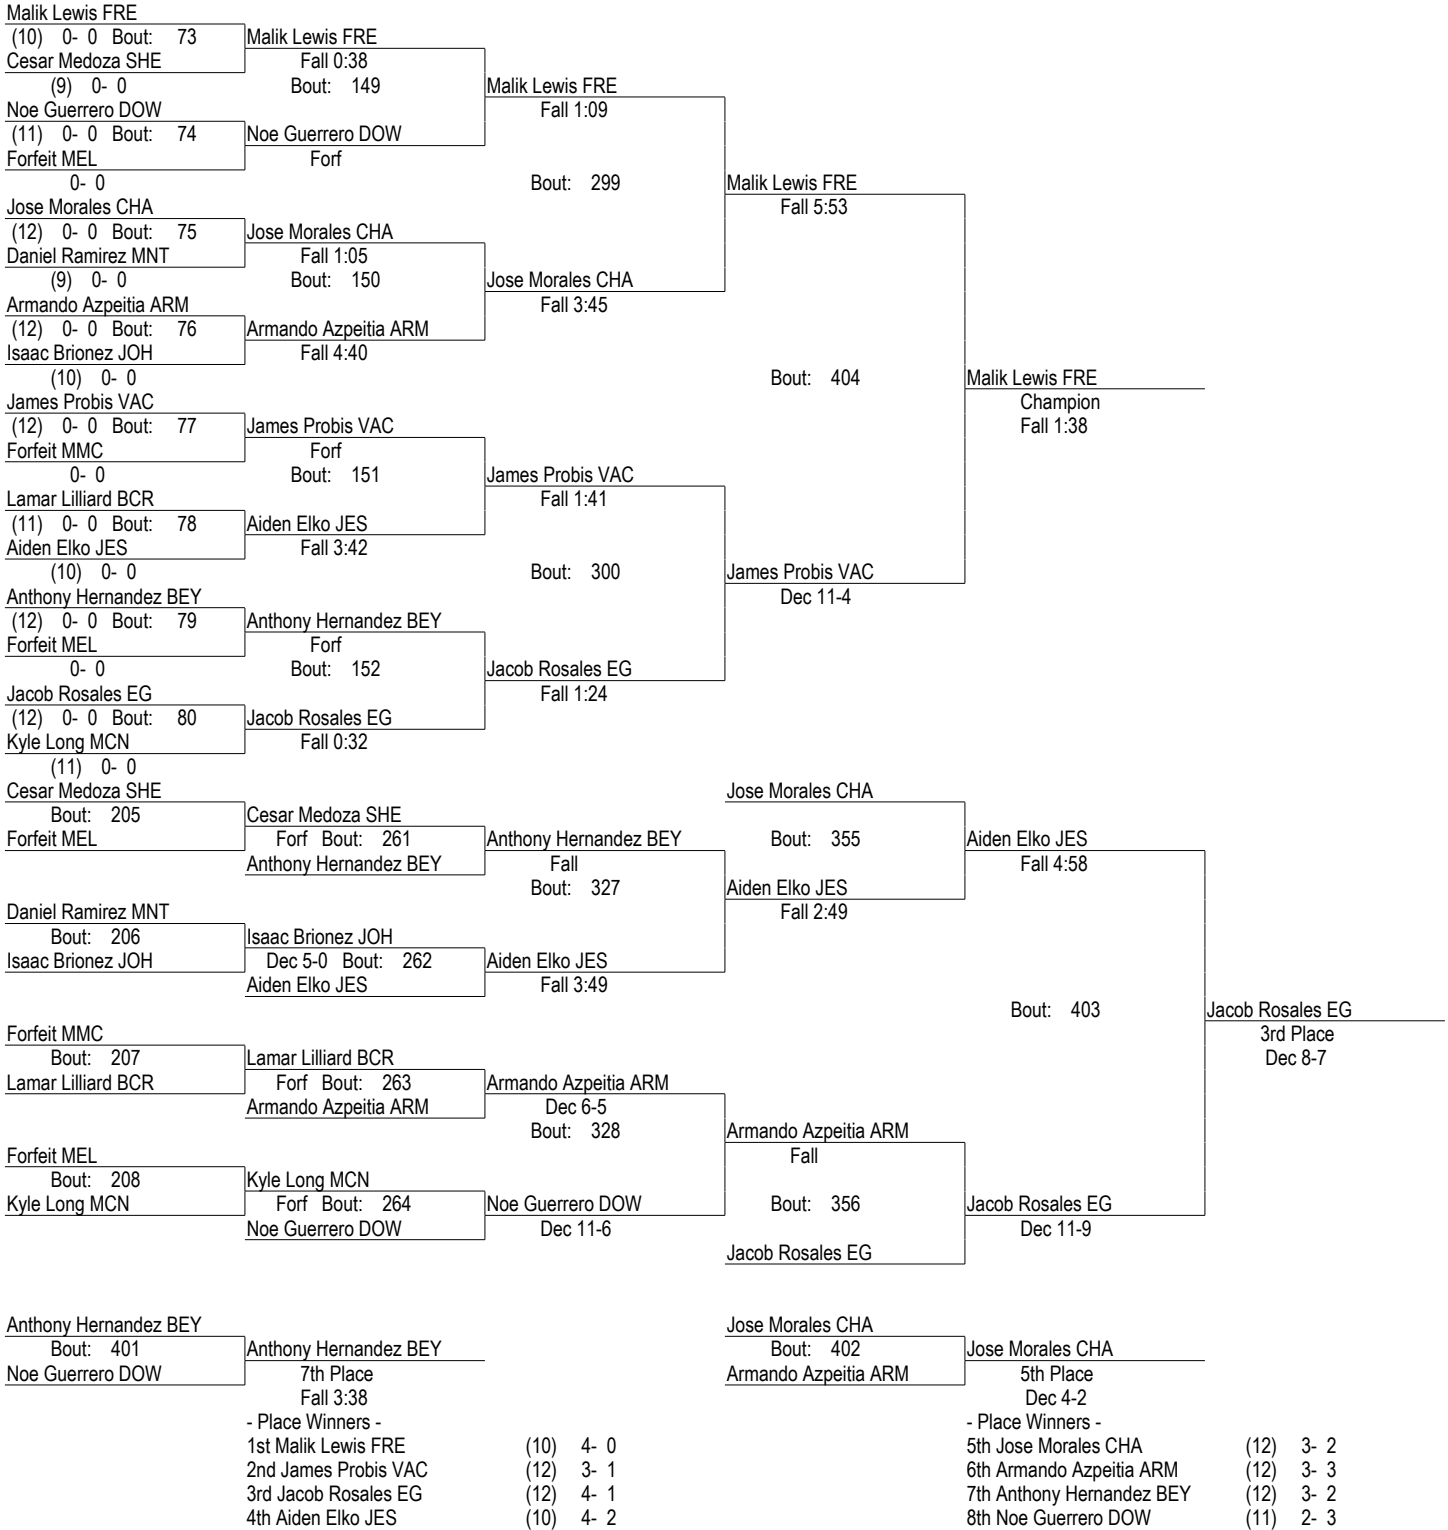 Malik Lewis FRE
(10) 0- 0 Bout: 73 Malik Lewis FRE
Cesar Medoza SHE Fall 0:38
(9) 0- 0 Bout: 149 Malik Lewis FRE
Noe Guerrero DOW Fall 1:09
(11) 0- 0 Bout: 74 Noe Guerrero DOW
Forfeit MEL Forf
0- 0 Bout: 299 Malik Lewis FRE
Jose Morales CHA Fall 5:53
(12) 0- 0 Bout: 75 Jose Morales CHA
Daniel Ramirez MNT Fall 1:05
(9) 0- 0 Bout: 150 Jose Morales CHA
Armando Azpeitia ARM Fall 3:45
(12) 0- 0 Bout: 76 Armando Azpeitia ARM
Isaac Brionez JOH Fall 4:40
(10) 0- 0 Bout: 404 Malik Lewis FRE
James Probis VAC Champion
(12) 0- 0 Bout: 77 James Probis VAC Fall 1:38
Forfeit MMC Forf
0- 0 Bout: 151 James Probis VAC
Lamar Lilliard BCR Fall 1:41
(11) 0- 0 Bout: 78 Aiden Elko JES
Aiden Elko JES Fall 3:42
(10) 0- 0 Bout: 300 James Probis VAC
Anthony Hernandez BEY Dec 11-4
(12) 0- 0 Bout: 79 Anthony Hernandez BEY
Forfeit MEL Forf
0- 0 Bout: 152 Jacob Rosales EG
Jacob Rosales EG Fall 1:24
(12) 0- 0 Bout: 80 Jacob Rosales EG
Kyle Long MCN Fall 0:32
(11) 0- 0
Cesar Medoza SHE Jose Morales CHA
Bout: 205 Cesar Medoza SHE
Forfeit MEL Forf Bout: 261 Anthony Hernandez BEY Bout: 355 Aiden Elko JES
Anthony Hernandez BEY Fall Fall 4:58
Bout: 327 Aiden Elko JES
Daniel Ramirez MNT Fall 2:49
Bout: 206 Isaac Brionez JOH
Isaac Brionez JOH Dec 5-0 Bout: 262 Aiden Elko JES
Aiden Elko JES Fall 3:49
Bout: 403 Jacob Rosales EG
Forfeit MMC 3rd Place
Bout: 207 Lamar Lilliard BCR Dec 8-7
Lamar Lilliard BCR Forf Bout: 263 Armando Azpeitia ARM
Armando Azpeitia ARM Dec 6-5
Bout: 328 Armando Azpeitia ARM
Forfeit MEL Fall
Bout: 208 Kyle Long MCN
Kyle Long MCN Forf Bout: 264 Noe Guerrero DOW Bout: 356 Jacob Rosales EG
Noe Guerrero DOW Dec 11-6 Dec 11-9
Jacob Rosales EG
Anthony Hernandez BEY Jose Morales CHA
Bout: 401 Anthony Hernandez BEY Bout: 402 Jose Morales CHA
Noe Guerrero DOW 7th Place Armando Azpeitia ARM 5th Place
Fall 3:38 Dec 4-2
- Place Winners - - Place Winners -
1st Malik Lewis FRE (10) 4- 0 5th Jose Morales CHA (12) 3- 2
2nd James Probis VAC (12) 3- 1 6th Armando Azpeitia ARM (12) 3- 3
3rd Jacob Rosales EG (12) 4- 1 7th Anthony Hernandez BEY (12) 3- 2
4th Aiden Elko JES (10) 4- 2 8th Noe Guerrero DOW (11) 2- 3